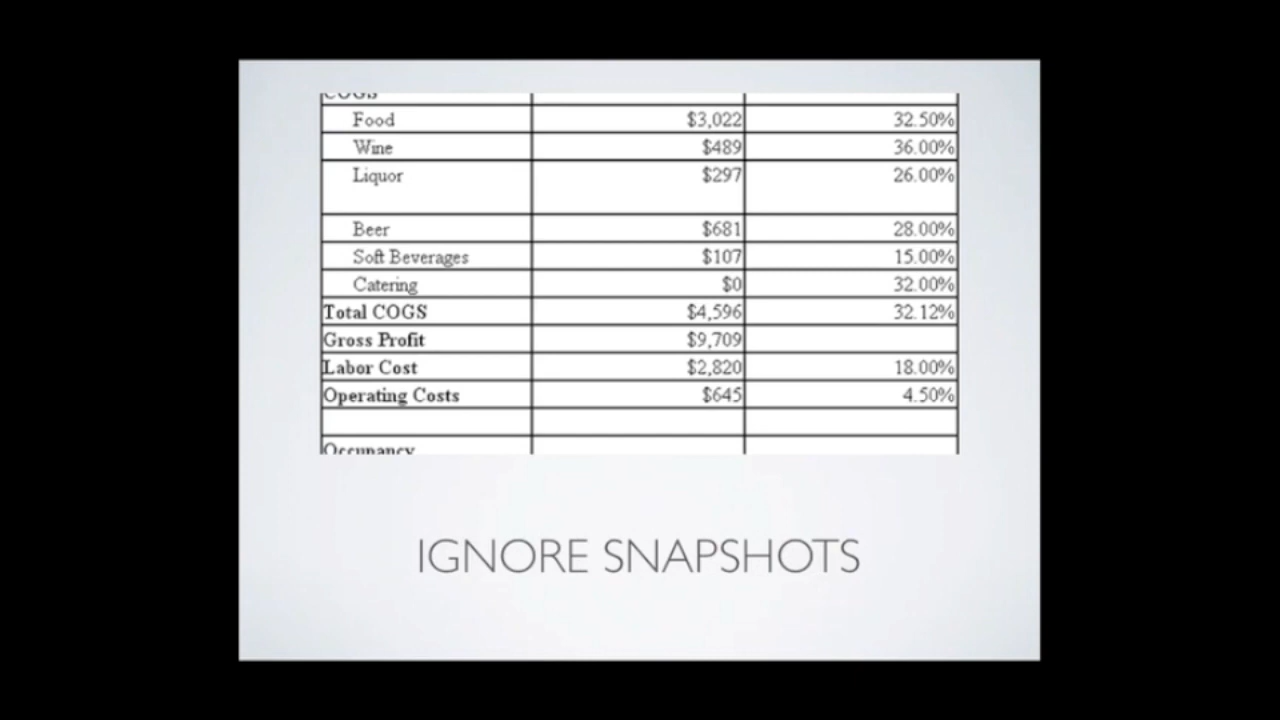 COGS
Food $3,022 32.50%
Wine $489 36.00%
Liquor $297 26.00%
Beer $681 28.00%
Soft Beverages $107 15.00%
Catering $0 32.00%
Total COGS $4,596 32.12%
Gross Profit $9,709
Labor Cost $2,820 18.00%
Operating Costs $645 4.50%
Occupancy
IGNORE SNAPSHOTS